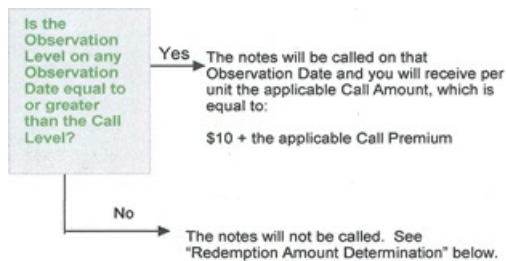 Is the
Observation
Level on any
Observation
Date equal to
or greater
than the Call
Level?
Yes
The notes will be called on that
Observation Date and you will receive per
unit the applicable Call Amount, which is
equal to:
$10 + the applicable Call Premium
No
The notes will not be called. See
"Redemption Amount Determination" below.